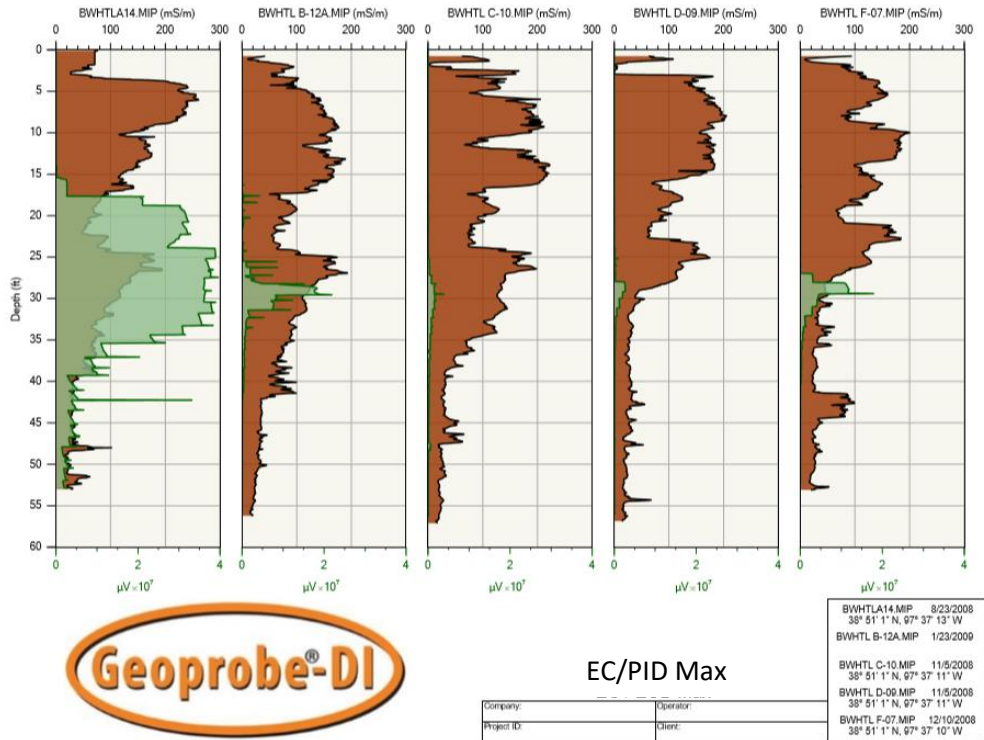 BWHTLA14.MIP (mS/m)
BWHTL B-12A.MIP (mS/m)
BWHTL C-10.MIP (mS/m)
BWHTL D-09.MIP (mS/m)
BWHTL F-07.MIP (mS/m)
0 100 200 300
0 100 200 300
0 100 200 300
0 100 200 300
0 100 200 300
Depth (ft)
0
5
10
15
20
25
30
35
40
45
50
55
60
0 2 4
0 2 4
0 2 4
0 2 4
0 2 4
µV×10⁷
µV×10⁷
µV×10⁷
µV×10⁷
µV×10⁷
Geoprobe®-DI
EC/PID Max
Company:
Operator:
Project ID:
Client:
BWHTLA14.MIP 8/23/2008
38° 51' 1" N, 97° 37' 13" W
BWHTL B-12A.MIP 1/23/2009
BWHTL C-10.MIP 11/5/2008
38° 51' 1" N, 97° 37' 11" W
BWHTL D-09.MIP 11/5/2008
38° 51' 1" N, 97° 37' 11" W
BWHTL F-07.MIP 12/10/2008
38° 51' 1" N, 97° 37' 10" W